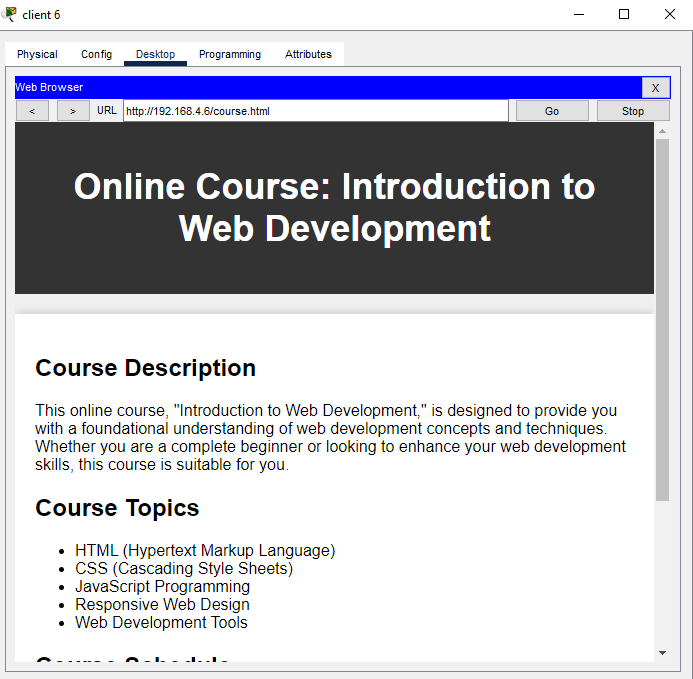 client 6
Physical Config Desktop Programming Attributes
Web Browser X
< > URL http://192.168.4.6/course.html Go Stop
Online Course: Introduction to
Web Development
Course Description
This online course, "Introduction to Web Development," is designed to provide you
with a foundational understanding of web development concepts and techniques.
Whether you are a complete beginner or looking to enhance your web development
skills, this course is suitable for you.
Course Topics
• HTML (Hypertext Markup Language)
• CSS (Cascading Style Sheets)
• JavaScript Programming
• Responsive Web Design
• Web Development Tools
Course Schedule